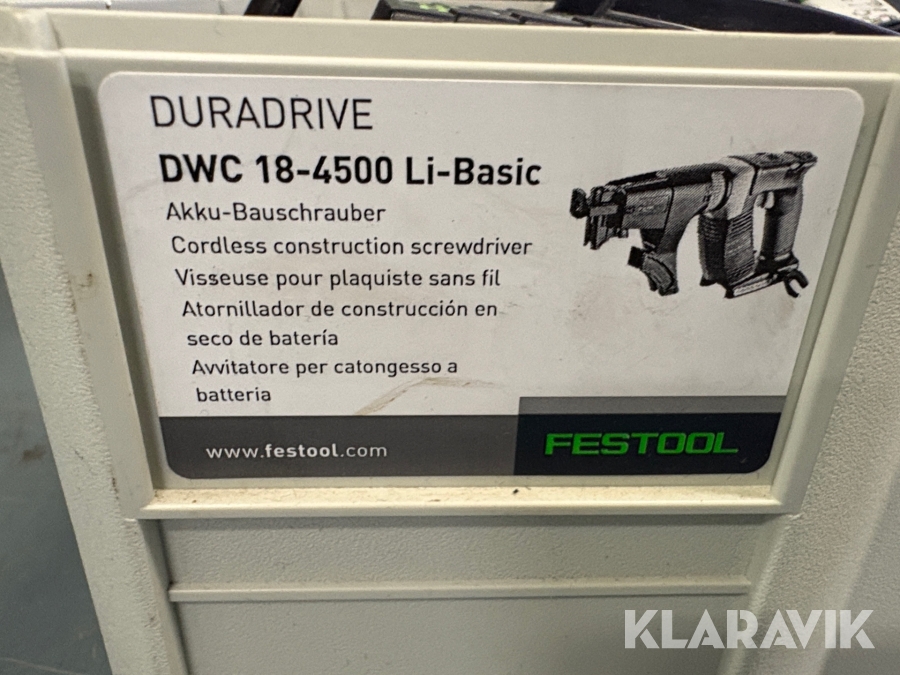 DURADRIVE
DWC 18-4500 Li-Basic
Akku-Bauschrauber
Cordless construction screwdriver
Visseuse pour plaquiste sans fil
Atornillador de construcción en
seco de batería
Avvitatore per catongesso a
batteria
www.festool.com
FESTOOL
KLARAVIK